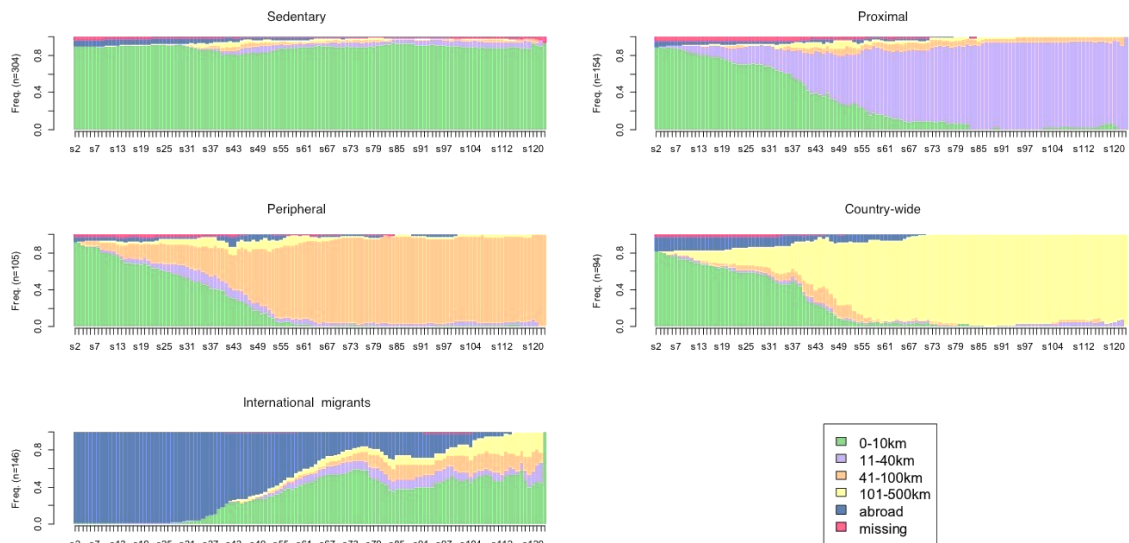 Sedentary
Freq. (n=304)
0.0 0.4 0.8
s2 s7 s13 s19 s25 s31 s37 s43 s49 s55 s61 s67 s73 s79 s85 s91 s97 s104 s112 s120
Proximal
Freq. (n=154)
0.0 0.4 0.8
s2 s7 s13 s19 s25 s31 s37 s43 s49 s55 s61 s67 s73 s79 s85 s91 s97 s104 s112 s120
Peripheral
Freq. (n=105)
0.0 0.4 0.8
s2 s7 s13 s19 s25 s31 s37 s43 s49 s55 s61 s67 s73 s79 s85 s91 s97 s104 s112 s120
Country-wide
Freq. (n=94)
0.0 0.4 0.8
s2 s7 s13 s19 s25 s31 s37 s43 s49 s55 s61 s67 s73 s79 s85 s91 s97 s104 s112 s120
International migrants
Freq. (n=146)
0.0 0.4 0.8
0-10km
11-40km
41-100km
101-500km
abroad
missing